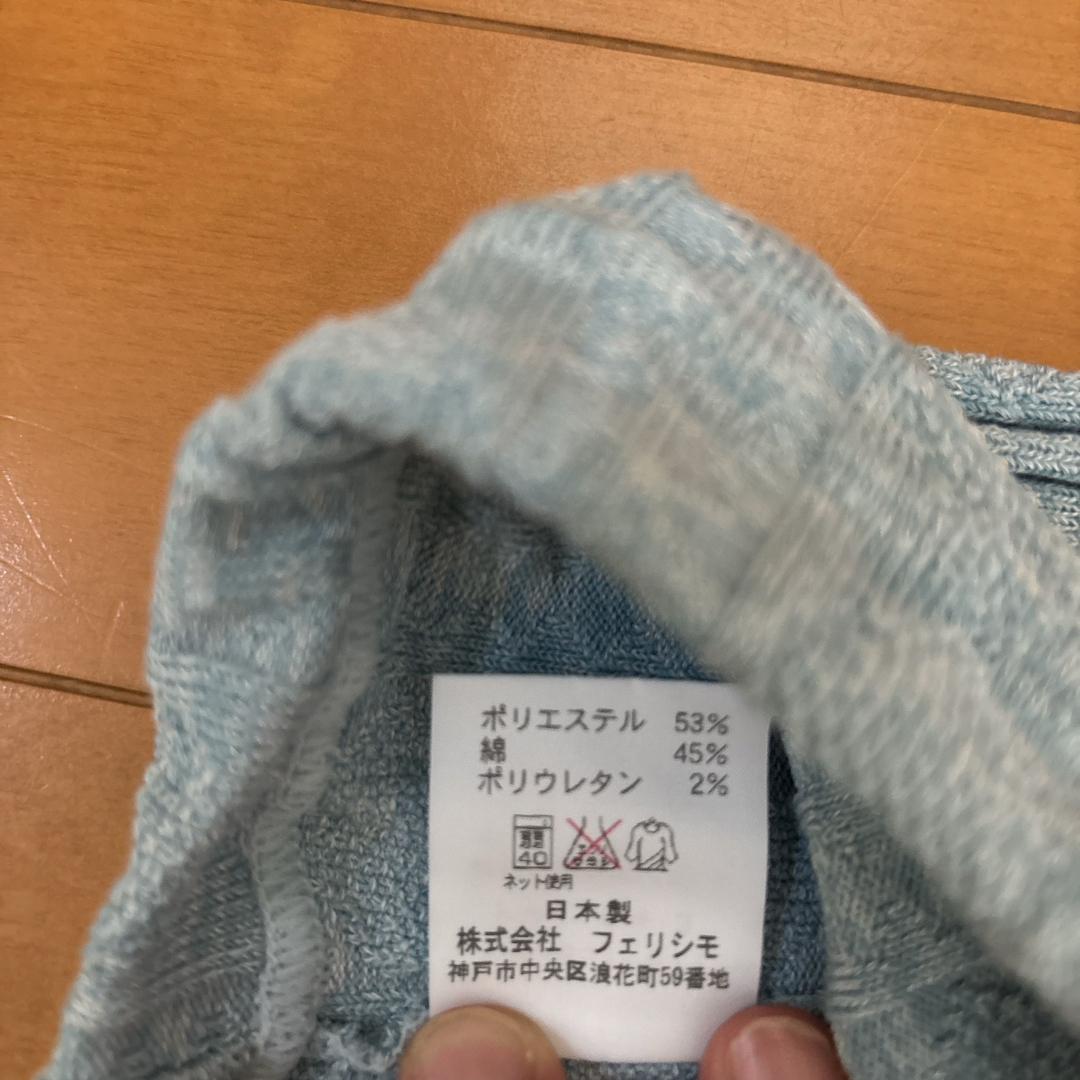 ポリエステル 53%
綿 45%
ポリウレタン 2%
弱 40
ネット使用
日本製
株式会社 フェリシモ
神戸市中央区浪花町59番地